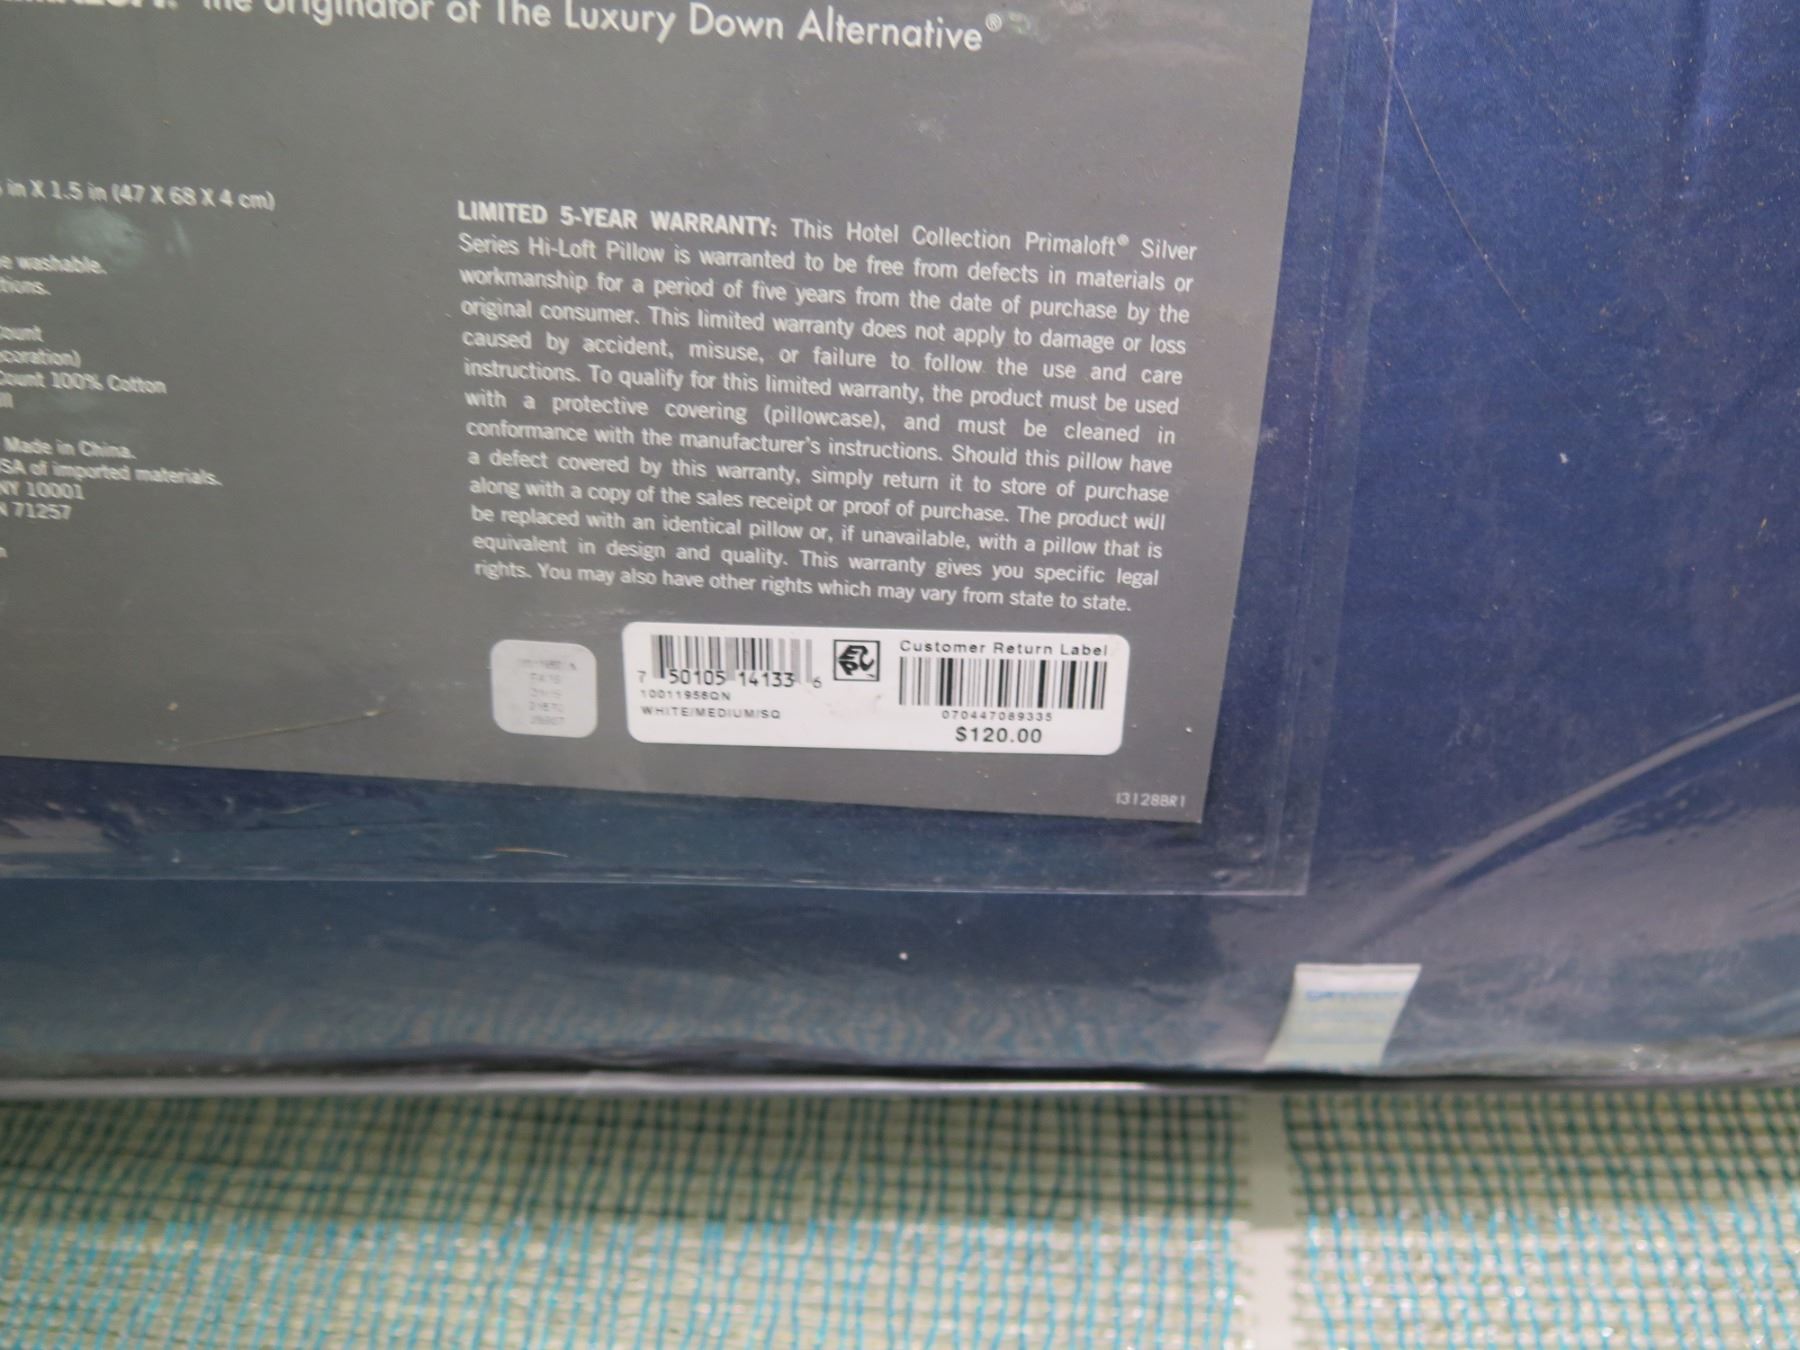 The Originator of The Luxury Down Alternative®
in X 1.5 in (47 X 68 X 4 cm)
washable.
100% Cotton
Made in China.
of imported materials.
NY 10001
71257
LIMITED 5-YEAR WARRANTY: This Hotel Collection Primaloft® Silver
Series Hi-Loft Pillow is warranted to be free from defects in materials or
workmanship for a period of five years from the date of purchase by the
original consumer. This limited warranty does not apply to damage or loss
caused by accident, misuse, or failure to follow the use and care
instructions. To qualify for this limited warranty, the product must be used
with a protective covering (pillowcase), and must be cleaned in
conformance with the manufacturer's instructions. Should this pillow have
a defect covered by this warranty, simply return it to store of purchase
along with a copy of the sales receipt or proof of purchase. The product will
be replaced with an identical pillow or, if unavailable, with a pillow that is
equivalent in design and quality. This warranty gives you specific legal
rights. You may also have other rights which may vary from state to state.
7 50105 14133 6
10011956QN
WHITE/MEDIUM/SQ
Customer Return Label
070447089335
$120.00
I3128BR1